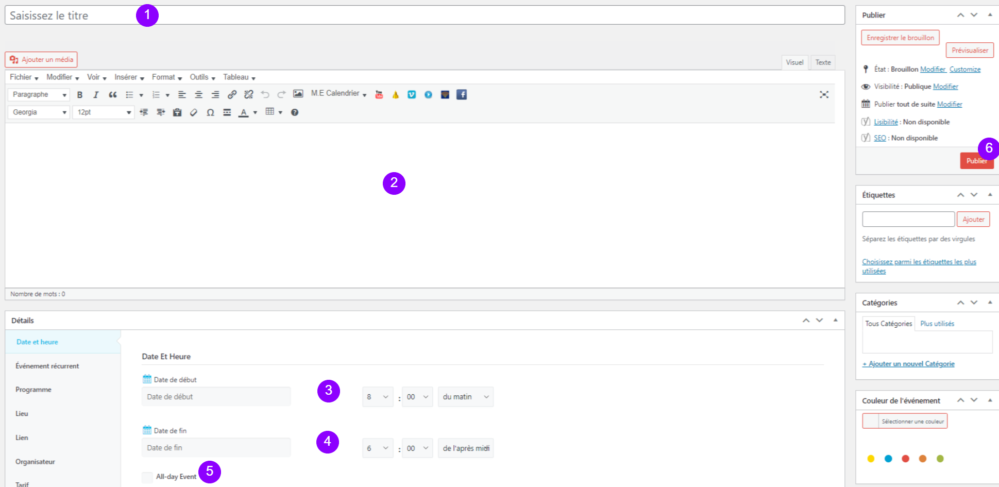 Saisissez le titre
1
Ajouter un média
Visuel
Texte
Fichier Modifier Voir Insérer Format Outils Tableau
Paragraphe B I M.E Calendrier You Tube
Georgia 12pt Ω A
2
Nombre de mots : 0
Détails
Date et heure
Événement récurrent
Programme
Lieu
Lien
Organisateur
Tarif
Date Et Heure
Date de début
Date de début
3
8 : 00 du matin
Date de fin
Date de fin
4
6 : 00 de l'après midi
All-day Event
5
Publier
Enregistrer le brouillon
Prévisualiser
État : Brouillon Modifier Customize
Visibilité : Publique Modifier
Publier tout de suite Modifier
Lisibilité : Non disponible
SEO : Non disponible
6
Publier
Étiquettes
Ajouter
Séparez les étiquettes par des virgules
Choisissez parmi les étiquettes les plus
utilisées
Catégories
Tous Catégories Plus utilisés
+ Ajouter un nouvel Catégorie
Couleur de l'événement
Sélectionner une couleur